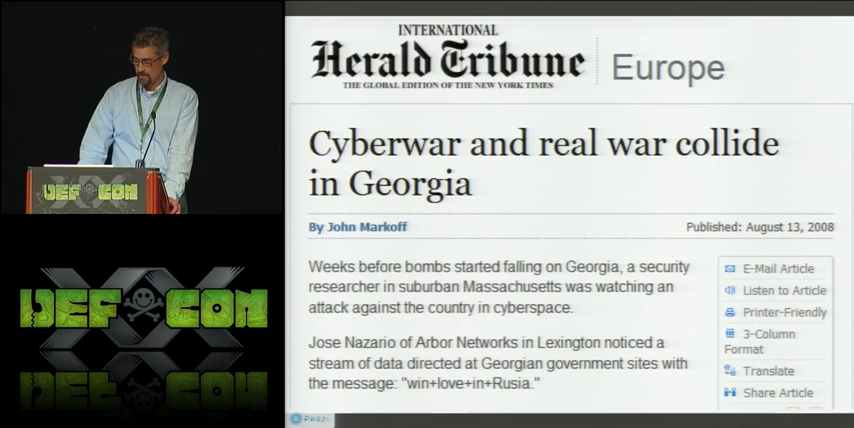 DEF CON
DEF CON
INTERNATIONAL
Herald Tribune
THE GLOBAL EDITION OF THE NEW YORK TIMES
Europe
Cyberwar and real war collide
in Georgia
By John Markoff
Published: August 13, 2008
Weeks before bombs started falling on Georgia, a security
researcher in suburban Massachusetts was watching an
attack against the country in cyberspace.
Jose Nazario of Arbor Networks in Lexington noticed a
stream of data directed at Georgian government sites with
the message: "win+love+in+Rusia."
E-Mail Article
Listen to Article
Printer-Friendly
3-Column
Format
Translate
Share Article
PREZI